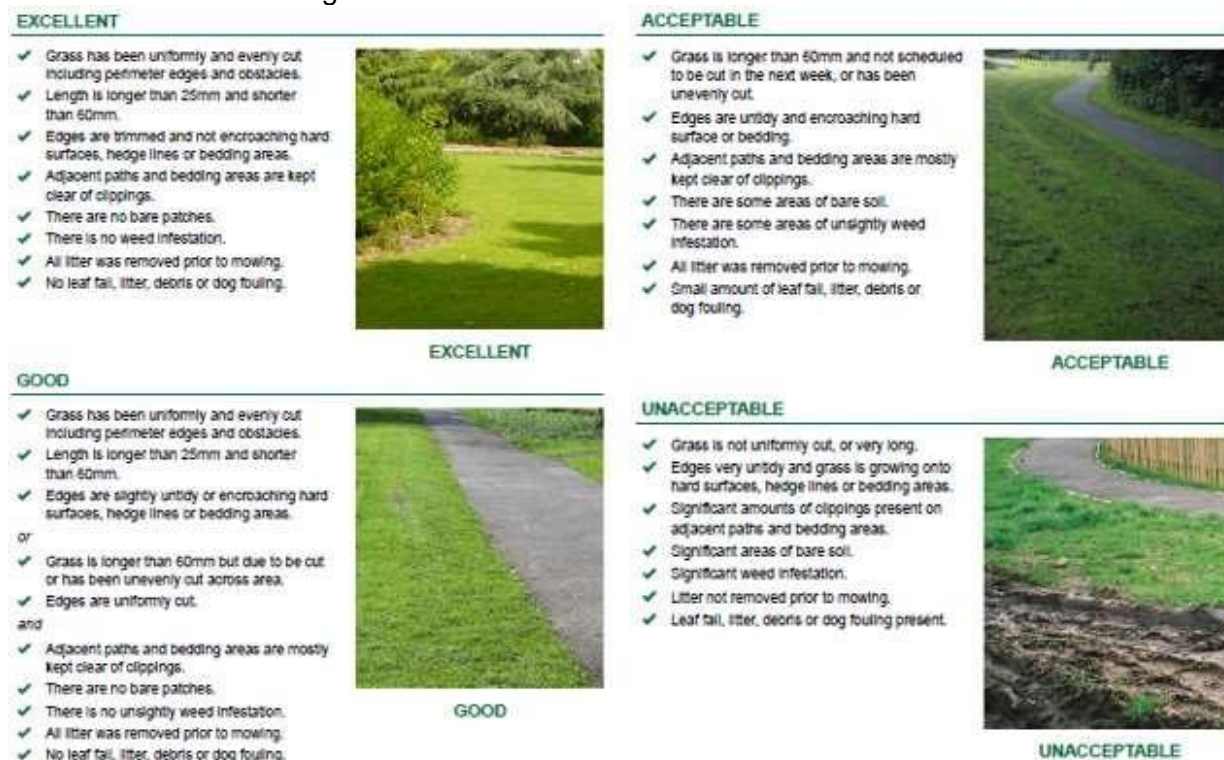 EXCELLENT
Grass has been uniformly and evenly cut
including perimeter edges and obstacles.
Length is longer than 25mm and shorter
than 60mm.
Edges are trimmed and not encroaching hard
surfaces, hedge lines or bedding areas.
Adjacent paths and bedding areas are kept
clear of clippings.
There are no bare patches.
There is no weed infestation.
All litter was removed prior to mowing.
No leaf fall, litter, debris or dog fouling.
EXCELLENT
GOOD
Grass has been uniformly and evenly cut
including perimeter edges and obstacles.
Length is longer than 25mm and shorter
than 60mm.
Edges are slightly untidy or encroaching hard
surfaces, hedge lines or bedding areas.
or
Grass is longer than 60mm but due to be cut
or has been unevenly cut across area.
Edges are uniformly cut.
and
Adjacent paths and bedding areas are mostly
kept clear of clippings.
There are no bare patches.
There is no unsightly weed infestation.
All litter was removed prior to mowing.
No leaf fall, litter, debris or dog fouling.
GOOD
ACCEPTABLE
Grass is longer than 60mm and not scheduled
to be cut in the next week, or has been
unevenly cut.
Edges are untidy and encroaching hard
surface or bedding.
Adjacent paths and bedding areas are mostly
kept clear of clippings.
There are some areas of bare soil.
There are some areas of unsightly weed
infestation.
All litter was removed prior to mowing.
Small amount of leaf fall, litter, debris or
dog fouling.
ACCEPTABLE
UNACCEPTABLE
Grass is not uniformly cut, or very long.
Edges very untidy and grass is growing onto
hard surfaces, hedge lines or bedding areas.
Significant amounts of clippings present on
adjacent paths and bedding areas.
Significant areas of bare soil.
Significant weed infestation.
Litter not removed prior to mowing.
Leaf fall, litter, debris or dog fouling present.
UNACCEPTABLE